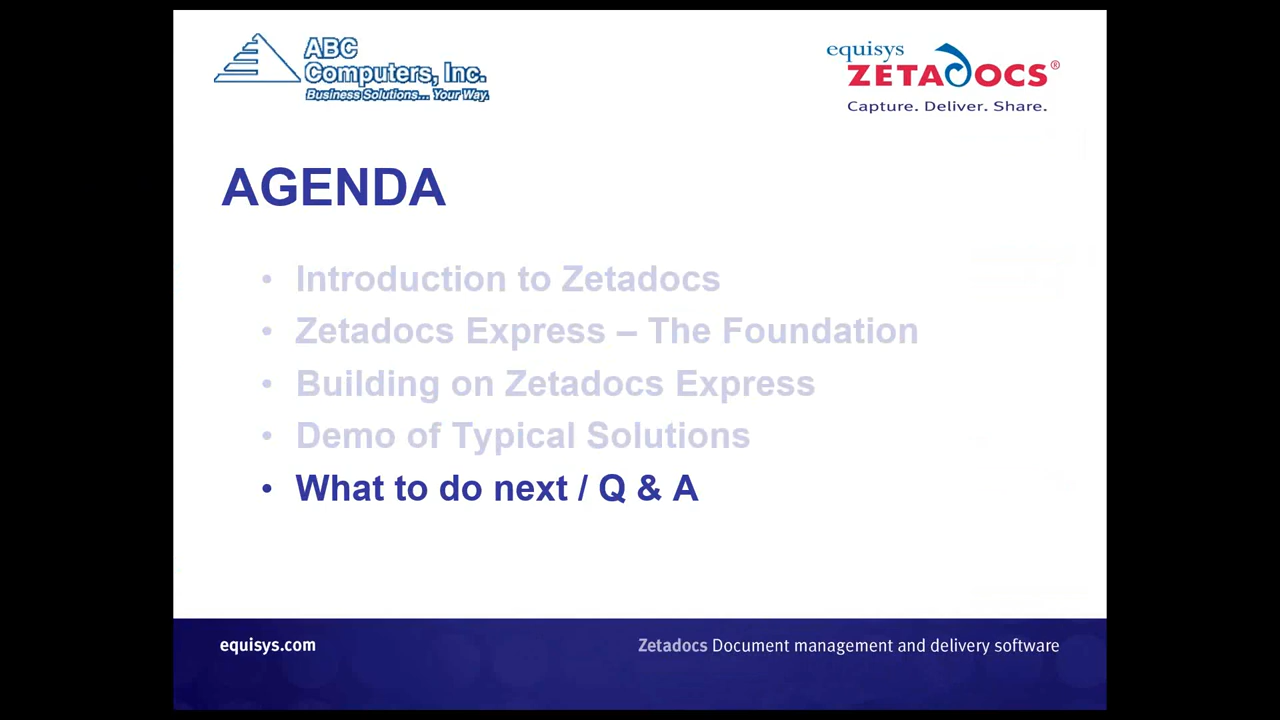 ABC
Computers, Inc.
Business Solutions... Your Way.
equisys
ZETADOCS®
Capture. Deliver. Share.
AGENDA
• Introduction to Zetadocs
• Zetadocs Express – The Foundation
• Building on Zetadocs Express
• Demo of Typical Solutions
• What to do next / Q & A
equisys.com
Zetadocs Document management and delivery software